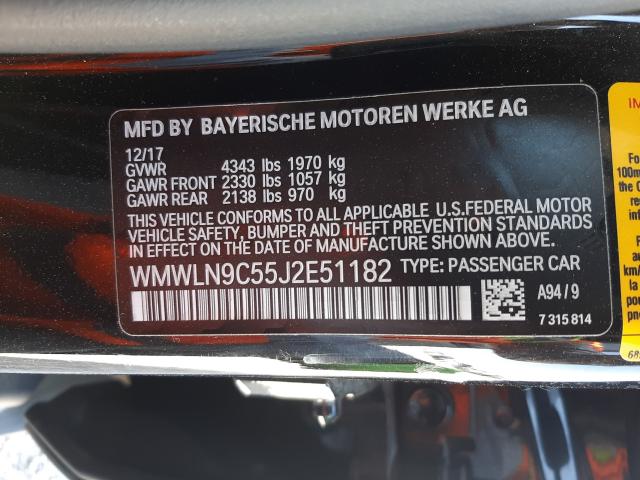 MFD BY BAYERISCHE MOTOREN WERKE AG
12/17
GVWR 4343 lbs 1970 kg
GAWR FRONT 2330 lbs 1057 kg
GAWR REAR 2138 lbs 970 kg
THIS VEHICLE CONFORMS TO ALL APPLICABLE U.S.FEDERAL MOTOR
VEHICLE SAFETY, BUMPER AND THEFT PREVENTION STANDARDS
IN EFFECT ON THE DATE OF MANUFACTURE SHOWN ABOVE.
WMWLN9C55J2E51182 TYPE: PASSENGER CAR
A94/9
7 315 814